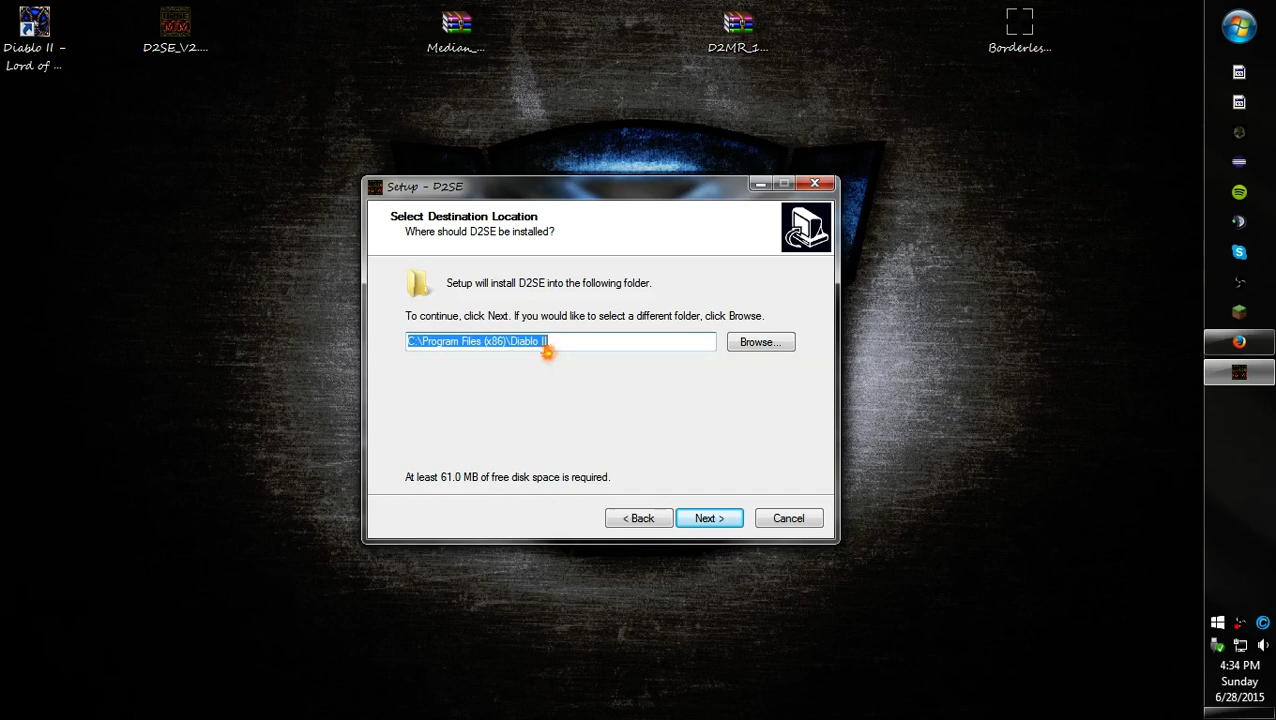 Diablo II -
Lord of ...
D2SE_V2....
Median_...
D2MR_1...
Borderles...
Setup - D2SE
Select Destination Location
Where should D2SE be installed?
Setup will install D2SE into the following folder.
To continue, click Next. If you would like to select a different folder, click Browse.
C:\Program Files (x86)\Diablo II
Browse...
At least 61.0 MB of free disk space is required.
< Back
Next >
Cancel
4:34 PM
Sunday
6/28/2015